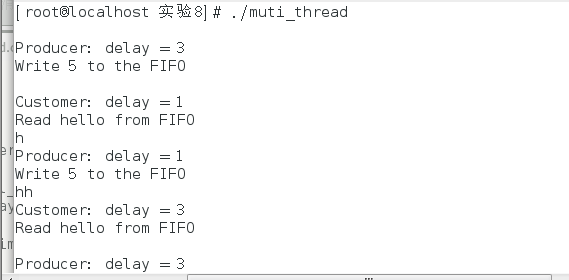 [root@localhost 实验8]# ./muti_thread
Producer: delay = 3
Write 5 to the FIFO
Customer: delay = 1
Read hello from FIFO
h
Producer: delay = 1
Write 5 to the FIFO
hh
Customer: delay = 3
Read hello from FIFO
Producer: delay = 3